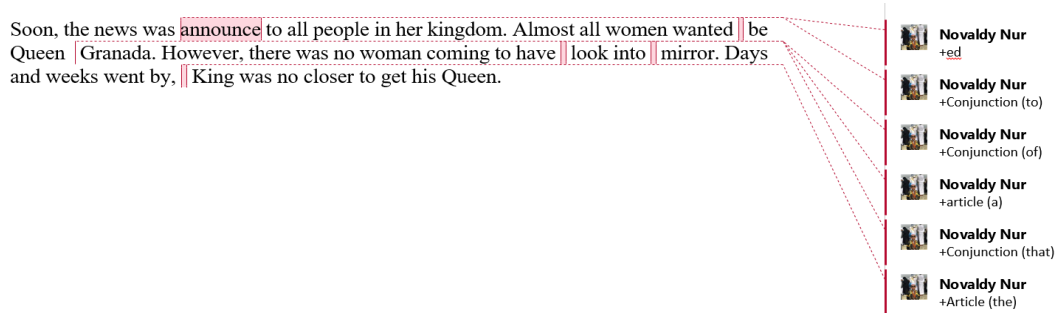 Soon, the news was announce to all people in her kingdom. Almost all women wanted be
Queen Granada. However, there was no woman coming to have look into mirror. Days
and weeks went by, King was no closer to get his Queen.
Novaldy Nur
+ed
Novaldy Nur
+Conjunction (to)
Novaldy Nur
+Conjunction (of)
Novaldy Nur
+article (a)
Novaldy Nur
+Conjunction (that)
Novaldy Nur
+Article (the)